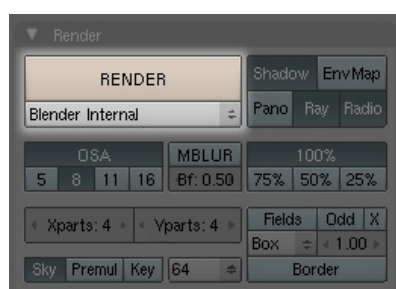 Render
RENDER
Blender Internal
Shadow EnvMap
Pano Ray Radio
OSA
5 8 11 16
MBLUR
Bf: 0.50
100%
75% 50% 25%
Xparts: 4 Yparts: 4
Fields Odd X
Box 1.00
Sky Premul Key 64
Border